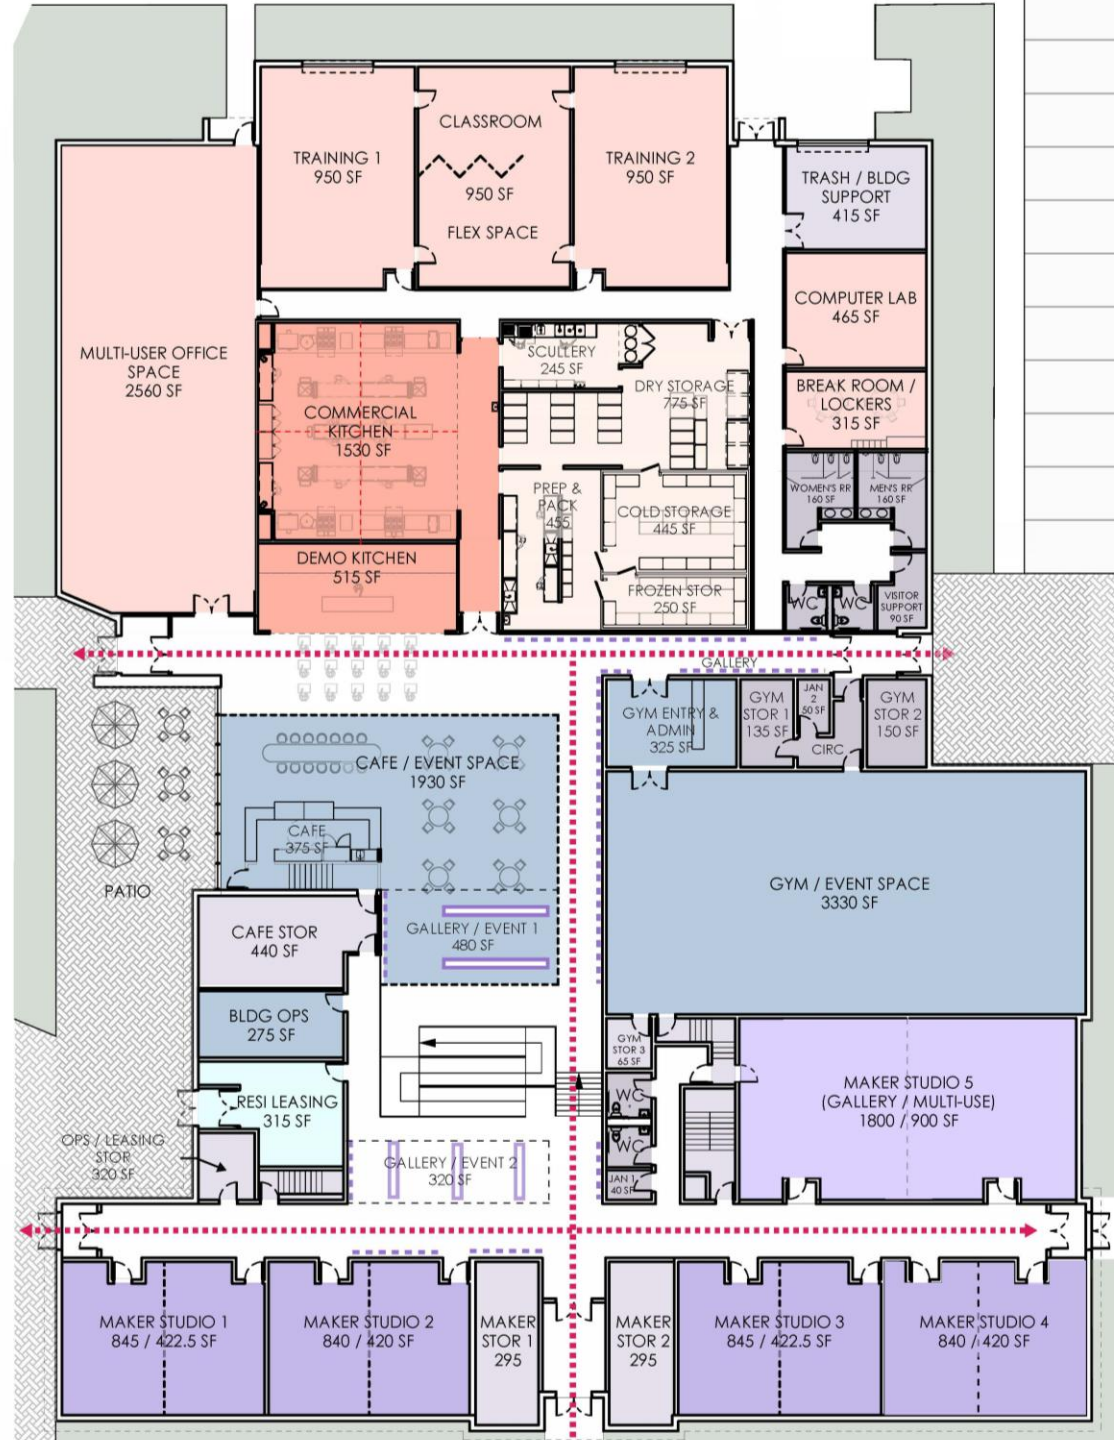 TRAINING 1
950 SF
CLASSROOM
950 SF
FLEX SPACE
TRAINING 2
950 SF
TRASH / BLDG
SUPPORT
415 SF
COMPUTER LAB
465 SF
MULTI-USER OFFICE
SPACE
2560 SF
COMMERCIAL
KITCHEN
1530 SF
SCULLERY
245 SF
DRY STORAGE
775 SF
BREAK ROOM /
LOCKERS
315 SF
WOMEN'S RR
160 SF
MEN'S RR
160 SF
PREP &
PACK
455
COLD STORAGE
445 SF
DEMO KITCHEN
515 SF
FROZEN STOR
250 SF
WC
WC
VISITOR
SUPPORT
90 SF
GALLERY
GYM ENTRY &
ADMIN
325 SF
GYM
STOR 1
135 SF
JAN
2
50 SF
CIRC
GYM
STOR 2
150 SF
CAFE / EVENT SPACE
1930 SF
CAFE
375 SF
PATIO
GYM / EVENT SPACE
3330 SF
CAFE STOR
440 SF
GALLERY / EVENT 1
480 SF
BLDG OPS
275 SF
GYM
STOR 3
65 SF
RESI LEASING
315 SF
WC
MAKER STUDIO 5
(GALLERY / MULTI-USE)
1800 / 900 SF
OPS / LEASING
STOR
320 SF
WC
GALLERY / EVENT 2
320 SF
JAN 1
40 SF
MAKER STUDIO 1
845 / 422.5 SF
MAKER STUDIO 2
840 / 420 SF
MAKER
STOR 1
295
MAKER
STOR 2
295
MAKER STUDIO 3
845 / 422.5 SF
MAKER STUDIO 4
840 / 420 SF